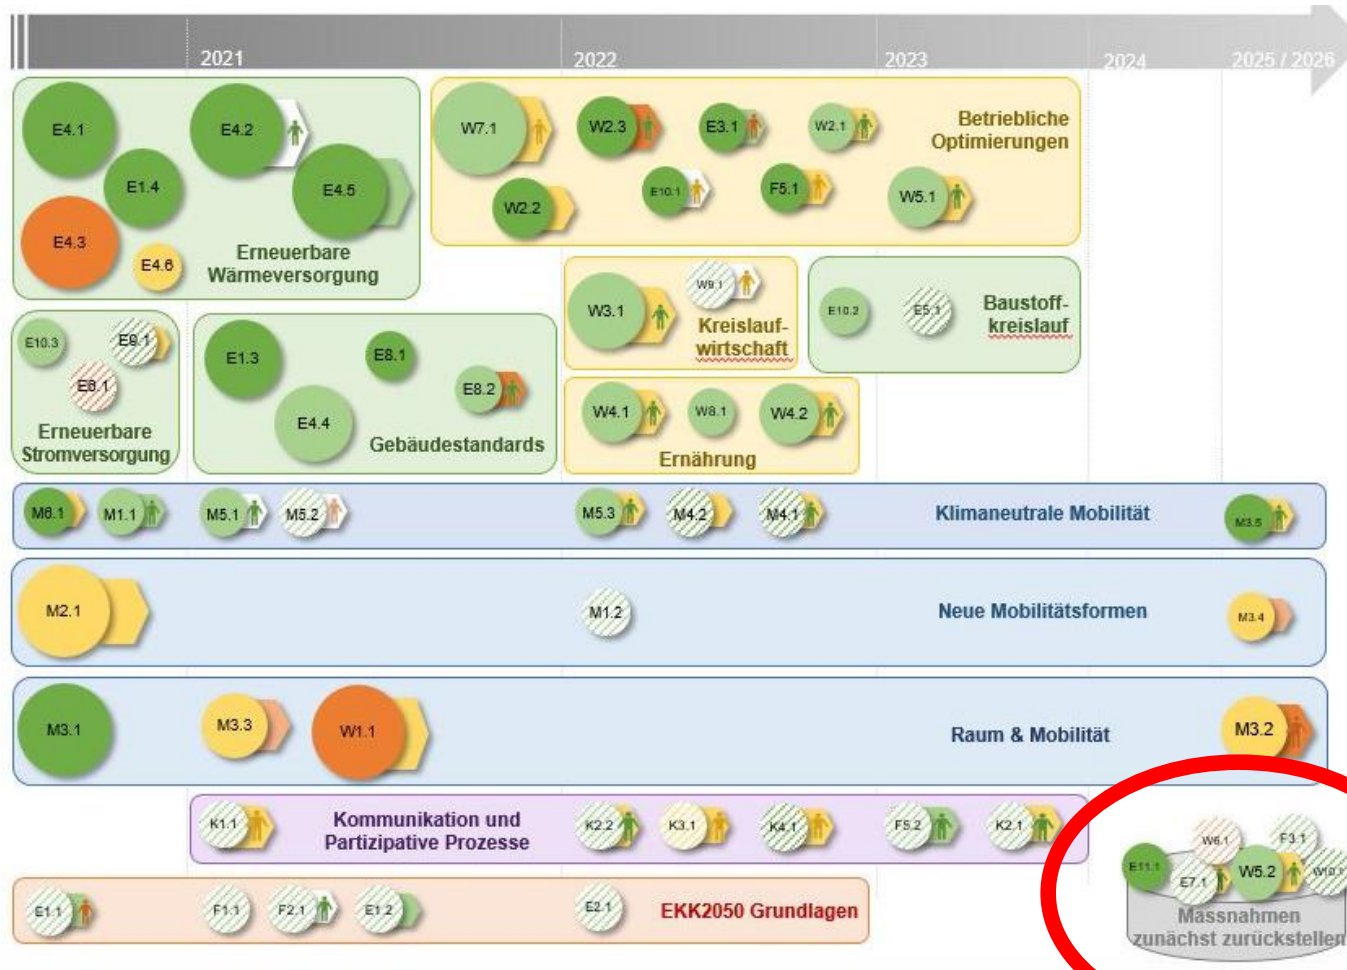 2021
2022
2023
2024
2025 / 2026
E4.1
E4.2
E1.4
E4.5
E4.3
E4.6
Erneuerbare
Wärmeversorgung
W7.1
W2.3
E3.1
W2.1
Betriebliche
Optimierungen
W2.2
E10.1
F5.1
W5.1
W3.1
W9.1
Kreislauf-
wirtschaft
E10.2
E5.1
Baustoff-
kreislauf
E10.3
E9.1
E6.1
Erneuerbare
Stromversorgung
E1.3
E8.1
E8.2
E4.4
Gebäudestandards
W4.1
W8.1
W4.2
Ernährung
M6.1
M1.1
M5.1
M5.2
M5.3
M4.2
M4.1
Klimaneutrale Mobilität
M3.5
M2.1
M1.2
Neue Mobilitätsformen
M3.4
M3.1
M3.3
W1.1
Raum & Mobilität
M3.2
K1.1
Kommunikation und
Partizipative Prozesse
K2.2
K3.1
K4.1
F5.2
K2.1
E1.1
F1.1
F2.1
E1.2
E2.1
EKK2050 Grundlagen
W6.1
F3.1
E11.1
E7.1
W5.2
W10.1
Massnahmen
zunächst zurückstellen